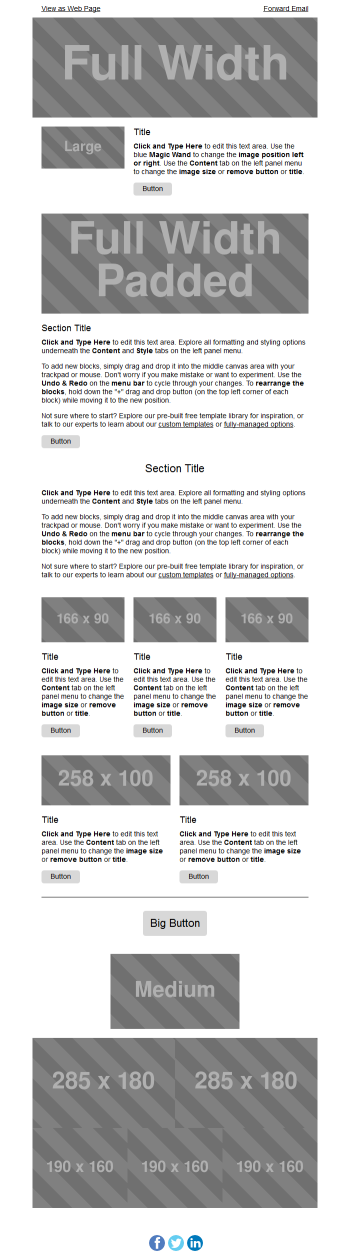 View as Web Page Forward Email
Full Width
Large
Title
Click and Type Here to edit this text area. Use the
blue Magic Wand to change the image position left
or right. Use the Content tab on the left panel menu
to change the image size or remove button or title.
Button
Full Width
Padded
Section Title
Click and Type Here to edit this text area. Explore all formatting and styling options
underneath the Content and Style tabs on the left panel menu.
To add new blocks, simply drag and drop it into the middle canvas area with your
trackpad or mouse. Don't worry if you make mistake or want to experiment. Use the
Undo & Redo on the menu bar to cycle through your changes. To rearrange the
blocks, hold down the "+" drag and drop button (on the top left corner of each
block) while moving it to the new position.
Not sure where to start? Explore our pre-built free template library for inspiration, or
talk to our experts to learn about our custom templates or fully-managed options.
Button
Section Title
Click and Type Here to edit this text area. Explore all formatting and styling options
underneath the Content and Style tabs on the left panel menu.
To add new blocks, simply drag and drop it into the middle canvas area with your
trackpad or mouse. Don't worry if you make mistake or want to experiment. Use the
Undo & Redo on the menu bar to cycle through your changes. To rearrange the
blocks, hold down the "+" drag and drop button (on the top left corner of each
block) while moving it to the new position.
Not sure where to start? Explore our pre-built free template library for inspiration, or
talk to our experts to learn about our custom templates or fully-managed options.
166 x 90 166 x 90 166 x 90
Title
Click and Type Here to
edit this text area. Use the
Content tab on the left
panel menu to change the
image size or remove
button or title.
Button
Title
Click and Type Here to
edit this text area. Use the
Content tab on the left
panel menu to change the
image size or remove
button or title.
Button
Title
Click and Type Here to
edit this text area. Use the
Content tab on the left
panel menu to change the
image size or remove
button or title.
Button
258 x 100 258 x 100
Title
Click and Type Here to edit this text
area. Use the Content tab on the left
panel menu to change the image size
or remove button or title.
Button
Title
Click and Type Here to edit this text
area. Use the Content tab on the left
panel menu to change the image size
or remove button or title.
Button
Big Button
Medium
285 x 180 285 x 180
190 x 160 190 x 160 190 x 160